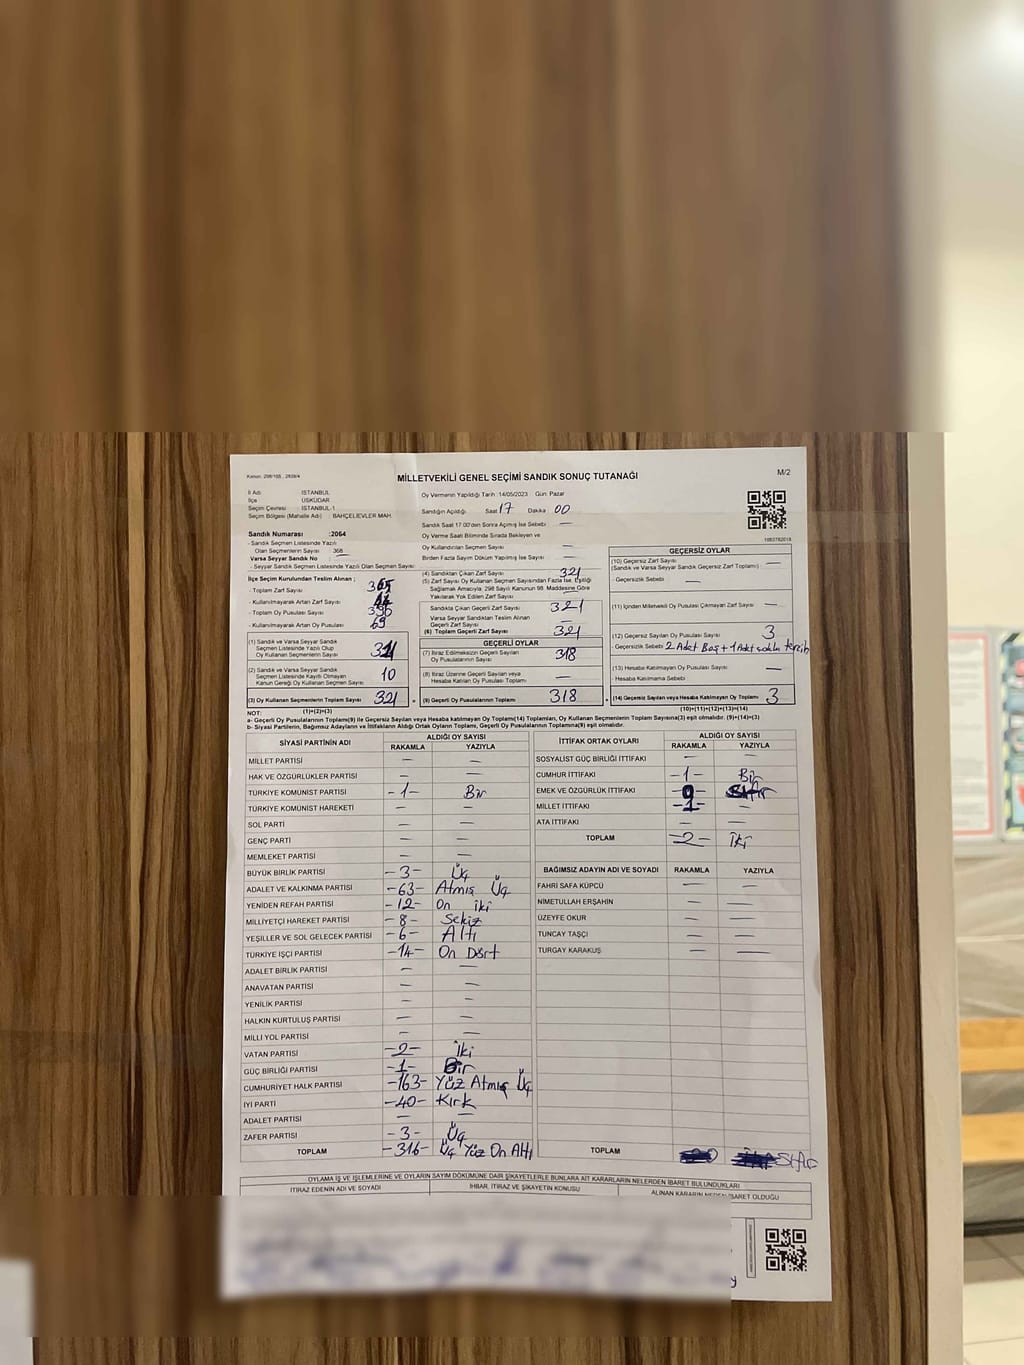 Kanun: 298/105 , 2839/4
MİLLETVEKİLİ GENEL SEÇİMİ SANDIK SONUÇ TUTANAĞI
M/2
İl Adı : İSTANBUL
İlçe : ÜSKÜDAR
Seçim Çevresi : İSTANBUL-1
Seçim Bölgesi (Mahalle Adı) : BAHÇELİEVLER MAH.
Sandık Numarası :2064
- Sandık Seçmen Listesinde Yazılı
Olan Seçmenlerin Sayısı 368
Varsa Seyyar Sandık No —
- Seyyar Sandık Seçmen Listesinde Yazılı Olan Seçmen Sayısı
İlçe Seçim Kurulundan Teslim Alınan ;
- Toplam Zarf Sayısı
- Kullanılmayarak Artan Zarf Sayısı
- Toplam Oy Pusulası Sayısı
- Kullanılmayarak Artan Oy Pusulası 69
(1) Sandık ve Varsa Seyyar Sandık
Seçmen Listesinde Yazılı Olup
Oy Kullanan Seçmenlerin Sayısı
(2) Sandık ve Varsa Seyyar Sandık
Seçmen Listesinde Kayıtlı Olmayan
Kanun Gereği Oy Kullanan Seçmen Sayısı 10
(3) Oy Kullanan Seçmenlerin Toplam Sayısı 321
(1)+(2)=(3)
Oy Vermenin Yapıldığı Tarih :14/05/2023 Gün: Pazar
Sandığın Açıldığı Saat 17 Dakika 00
Sandık Saat 17.00'den Sonra Açılmış İse Sebebi —
Oy Verme Saati Bitiminde Sırada Bekleyen ve
Oy Kullandırılan Seçmen Sayısı —
Birden Fazla Sayım Döküm Yapılmış İse Sayısı —
(4) Sandıktan Çıkan Zarf Sayısı 321
(5) Zarf Sayısı Oy Kullanan Seçmen Sayısından Fazla İse, Eşitliği
Sağlamak Amacıyla; 298 Sayılı Kanunun 98. Maddesine Göre
Yakılarak Yok Edilen Zarf Sayısı —
Sandıkta Çıkan Geçerli Zarf Sayısı 321
Varsa Seyyar Sandıktan Teslim Alınan
Geçerli Zarf Sayısı —
(6) Toplam Geçerli Zarf Sayısı 321
GEÇERLİ OYLAR
(7) İtiraz Edilmeksizin Geçerli Sayılan
Oy Pusulalarının Sayısı 318
(8) İtiraz Üzerine Geçerli Sayılan veya
Hesaba Katılan Oy Pusulası Toplamı —
(9) Geçerli Oy Pusulalarının Toplamı 318
GEÇERSİZ OYLAR
(10) Geçersiz Zarf Sayısı
(Sandık ve Varsa Seyyar Sandık Geçersiz Zarf Toplamı) —
- Geçersizlik Sebebi —
(11) İçinden Milletvekili Oy Pusulası Çıkmayan Zarf Sayısı —
(12) Geçersiz Sayılan Oy Pusulası Sayısı 3
- Geçersizlik Sebebi 2 Adet Boş + 1 Adet
(13) Hesaba Katılmayan Oy Pusulası Sayısı —
- Hesaba Katılmama Sebebi
(14) Geçersiz Sayılan veya Hesaba Katılmayan Oy Toplamı 3
(10)+(11)+(12)+(13)=(14)
NOT:
a- Geçerli Oy Pusulalarının Toplamı(9) ile Geçersiz Sayılan veya Hesaba katılmayan Oy Toplamı(14) Toplamları, Oy Kullanan Seçmenlerin Toplam Sayısına(3) eşit olmalıdır. (9)+(14)=(3)
b- Siyasi Partilerin, Bağımsız Adayların ve İttifakların Aldığı Ortak Oyların Toplamı, Geçerli Oy Pusulalarının Toplamına(9) eşit olmalıdır.
SİYASİ PARTİNİN ADI ALDIĞI OY SAYISI
RAKAMLA YAZIYLA
MİLLET PARTİSİ — —
HAK VE ÖZGÜRLÜKLER PARTİSİ — —
TÜRKİYE KOMÜNİST PARTİSİ -1- Bir
TÜRKİYE KOMÜNİST HAREKETİ — —
SOL PARTİ — —
GENÇ PARTİ — —
MEMLEKET PARTİSİ — —
BÜYÜK BİRLİK PARTİSİ -3- Üç
ADALET VE KALKINMA PARTİSİ -63- Atmış Üç
YENİDEN REFAH PARTİSİ -12- On iki
MİLLİYETÇİ HAREKET PARTİSİ -8- Sekiz
YEŞİLLER VE SOL GELECEK PARTİSİ -6- Altı
TÜRKİYE İŞÇİ PARTİSİ -14- On Dört
ADALET BİRLİK PARTİSİ — —
ANAVATAN PARTİSİ — —
YENİLİK PARTİSİ — —
HALKIN KURTULUŞ PARTİSİ — —
MİLLİ YOL PARTİSİ — —
VATAN PARTİSİ -2- İki
GÜÇ BİRLİĞİ PARTİSİ -1- Bir
CUMHURİYET HALK PARTİSİ -163- Yüz Atmış Üç
İYİ PARTİ -40- Kırk
ADALET PARTİSİ — —
ZAFER PARTİSİ -3- Üç
TOPLAM -316- Üç Yüz On Altı
İTTİFAK ORTAK OYLARI ALDIĞI OY SAYISI
RAKAMLA YAZIYLA
SOSYALİST GÜÇ BİRLİĞİ İTTİFAKI — —
CUMHUR İTTİFAKI -1- Bir
EMEK VE ÖZGÜRLÜK İTTİFAKI -0-
MİLLET İTTİFAKI -1- —
ATA İTTİFAKI — —
TOPLAM -2- İki
BAĞIMSIZ ADAYIN ADI VE SOYADI RAKAMLA YAZIYLA
FAHRİ SAFA KÜPCÜ — —
NİMETULLAH ERŞAHİN — —
ÜZEYFE OKUR — —
TUNCAY TAŞÇI — —
TURGAY KARAKUŞ — —
TOPLAM Sıfır
OYLAMA İŞ VE İŞLEMLERİNE VE OYLARIN SAYIM DÖKÜMÜNE DAİR ŞİKAYETLERLE BUNLARA AİT KARARLARIN NELERDEN İBARET BULUNDUKLARI
İTİRAZ EDENİN ADI VE SOYADI İHBAR, İTİRAZ VE ŞİKAYETİN KONUSU ALINAN KARARIN NEDEN İBARET OLDUĞU